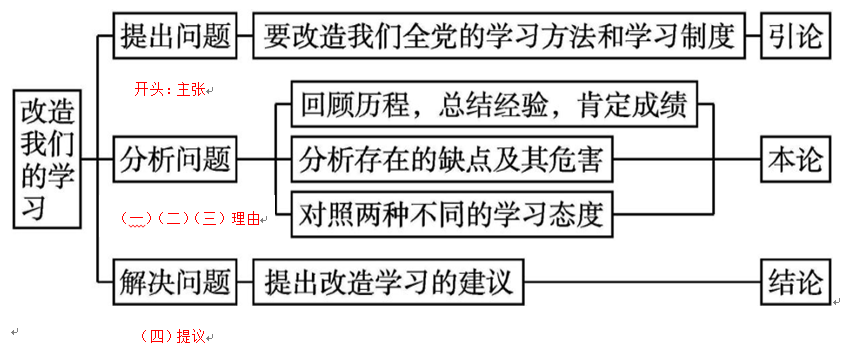 提出问题
要改造我们全党的学习方法和学习制度
引论
开头：主张
改造
我们
的学
习
分析问题
回顾历程，总结经验，肯定成绩
分析存在的缺点及其危害
对照两种不同的学习态度
本论
（一）（二）（三）理由
解决问题
提出改造学习的建议
结论
（四）提议